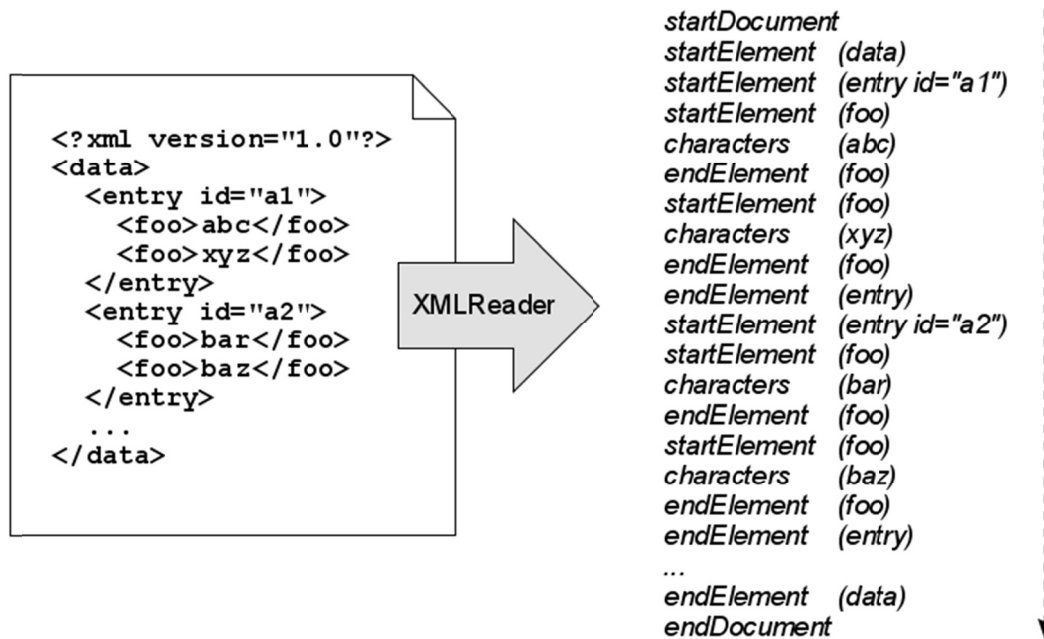 <?xml version="1.0"?>
<data>
<entry id="a1">
<foo>abc</foo>
<foo>xyz</foo>
</entry>
<entry id="a2">
<foo>bar</foo>
<foo>baz</foo>
</entry>
...
</data>
XMLReader
startDocument
startElement (data)
startElement (entry id="a1")
startElement (foo)
characters (abc)
endElement (foo)
startElement (foo)
characters (xyz)
endElement (foo)
endElement (entry)
startElement (entry id="a2")
startElement (foo)
characters (bar)
endElement (foo)
startElement (foo)
characters (baz)
endElement (foo)
endElement (entry)
...
endElement (data)
endDocument